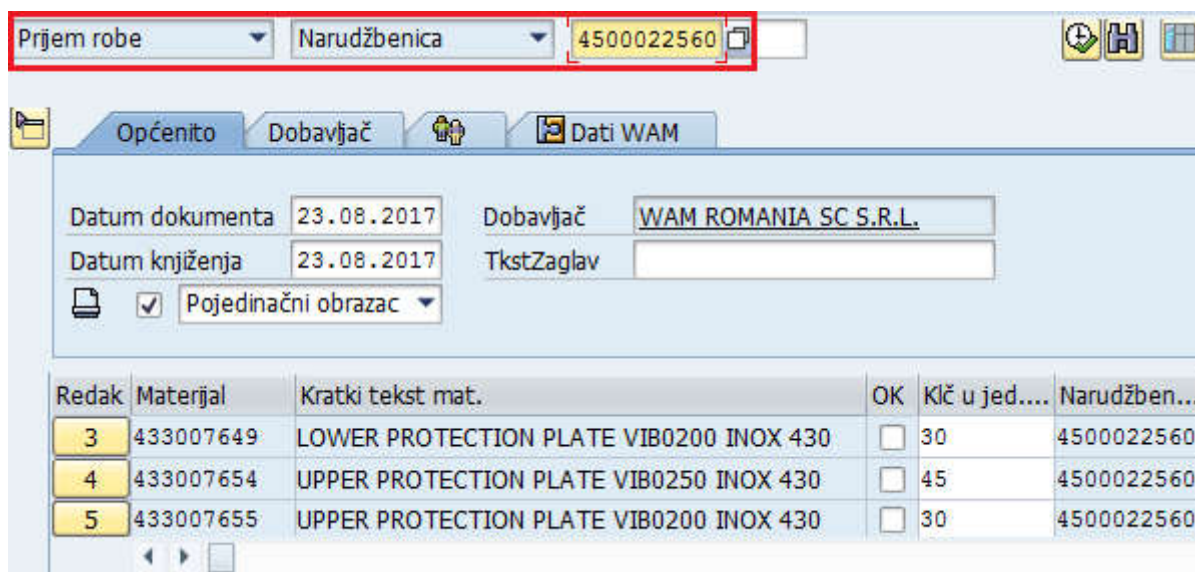 Prijem robe Narudžbenica 4500022560
Općenito Dobavljač Dati WAM
Datum dokumenta 23.08.2017 Dobavljač WAM ROMANIA SC S.R.L.
Datum knjiženja 23.08.2017 TkstZaglav
Pojedinačni obrazac
Redak Materijal Kratki tekst mat. OK Klč u jed.... Narudžben...
3 433007649 LOWER PROTECTION PLATE VIB0200 INOX 430 30 4500022560
4 433007654 UPPER PROTECTION PLATE VIB0250 INOX 430 45 4500022560
5 433007655 UPPER PROTECTION PLATE VIB0200 INOX 430 30 4500022560